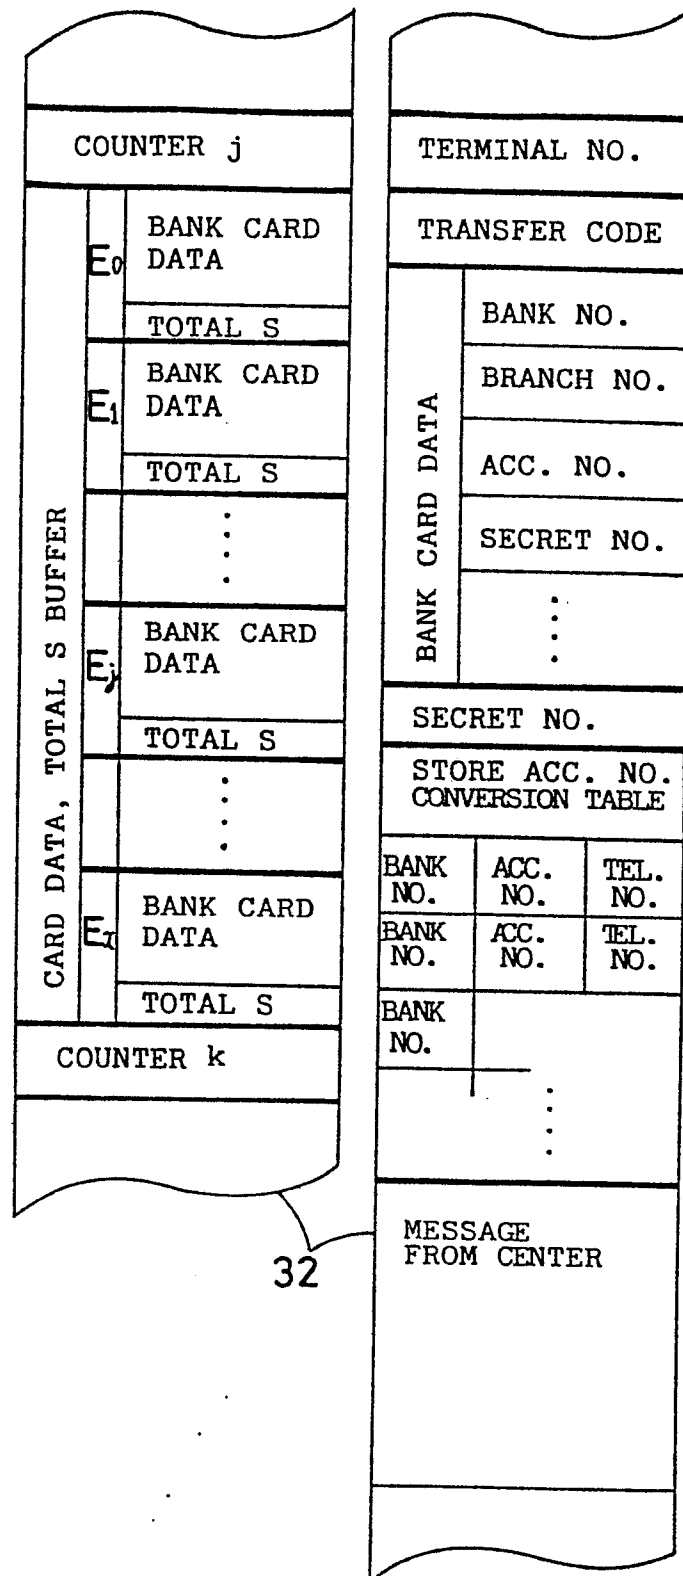 COUNTER j
CARD DATA, TOTAL S BUFFER
E0
BANK CARD
DATA
TOTAL S
E1
BANK CARD
DATA
TOTAL S
Ej
BANK CARD
DATA
TOTAL S
EI
BANK CARD
DATA
TOTAL S
COUNTER k
TERMINAL NO.
TRANSFER CODE
BANK CARD DATA
BANK NO.
BRANCH NO.
ACC. NO.
SECRET NO.
SECRET NO.
STORE ACC. NO.
CONVERSION TABLE
BANK NO.
ACC. NO.
TEL. NO.
BANK NO.
ACC. NO.
TEL. NO.
BANK NO.
MESSAGE
FROM CENTER
32